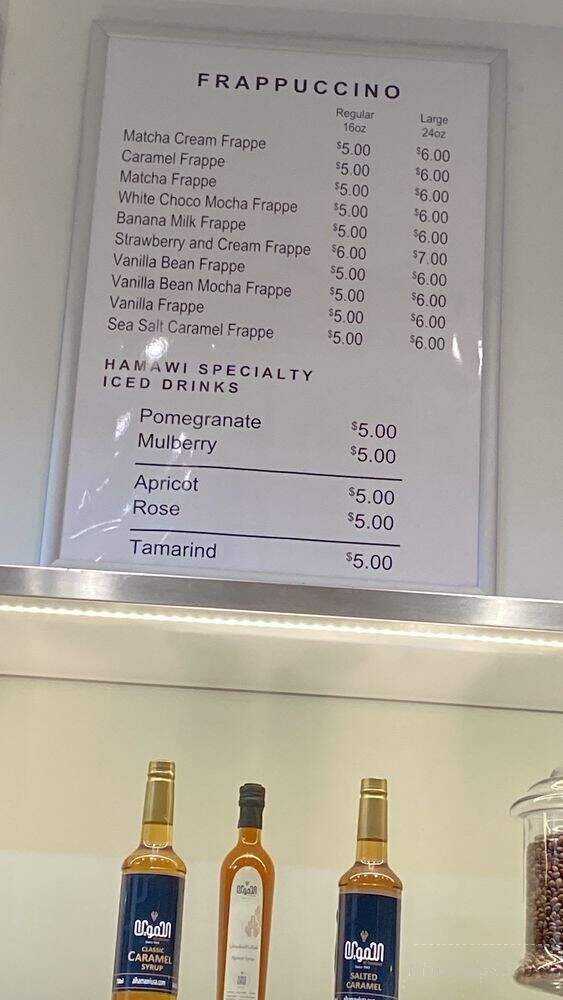 FRAPPUCCINO
Regular Large
16oz 24oz
Matcha Cream Frappe $5.00 $6.00
Caramel Frappe $5.00 $6.00
Matcha Frappe $5.00 $6.00
White Choco Mocha Frappe $5.00 $6.00
Banana Milk Frappe $5.00 $6.00
Strawberry and Cream Frappe $6.00 $7.00
Vanilla Bean Frappe $5.00 $6.00
Vanilla Bean Mocha Frappe $5.00 $6.00
Vanilla Frappe $5.00 $6.00
Sea Salt Caramel Frappe $5.00 $6.00
HAMAWI SPECIALTY
ICED DRINKS
Pomegranate $5.00
Mulberry $5.00
Apricot $5.00
Rose $5.00
Tamarind $5.00
الحموي
CLASSIC
CARAMEL
SYRUP
alhamawiusa.com
الحموي
الحموي
SALTED
CARAMEL